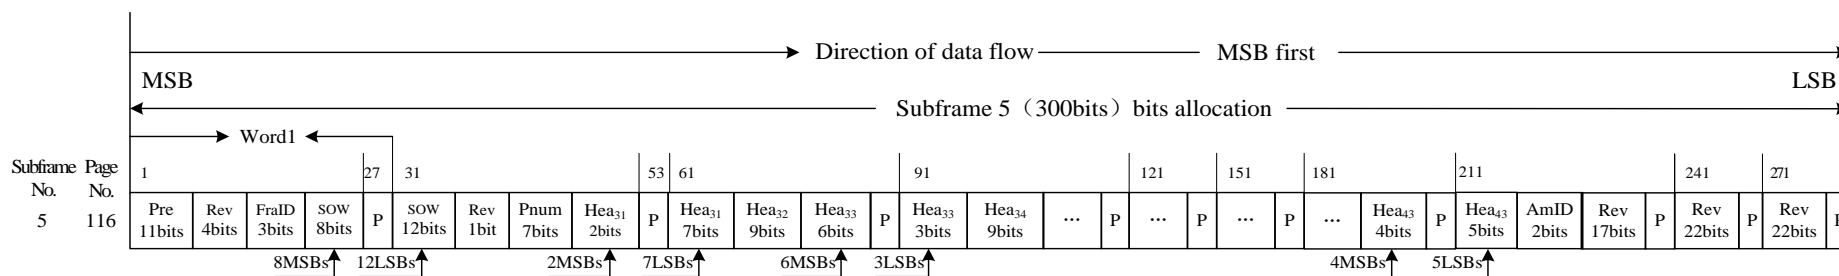 Direction of data flow MSB first
MSB LSB
Subframe 5（300bits）bits allocation
Word1
Subframe No. Page No.
1 27 31 53 61 91 121 151 181 211 241 271
5 116
Pre 11bits
Rev 4bits
FraID 3bits
SOW 8bits
P
SOW 12bits
Rev 1bit
Pnum 7bits
Hea31 2bits
P
Hea31 7bits
Hea32 9bits
Hea33 6bits
P
Hea33 3bits
Hea34 9bits
...
P
...
P
...
P
...
Hea43 4bits
P
Hea43 5bits
AmID 2bits
Rev 17bits
P
Rev 22bits
P
Rev 22bits
P
8MSBs 12LSBs 2MSBs 7LSBs 6MSBs 3LSBs 4MSBs 5LSBs